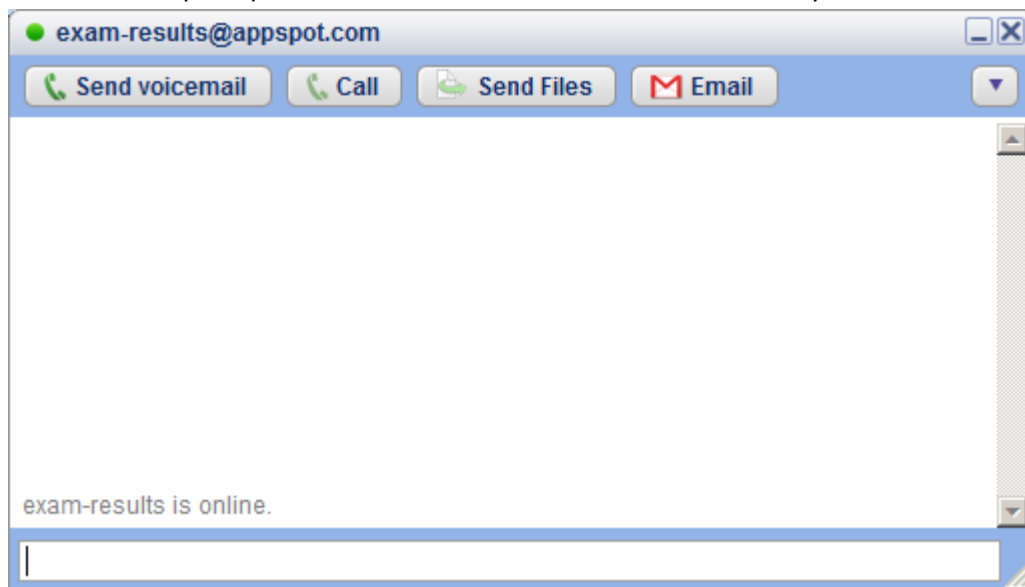 exam-results@appspot.com
Send voicemail Call Send Files Email
exam-results is online.